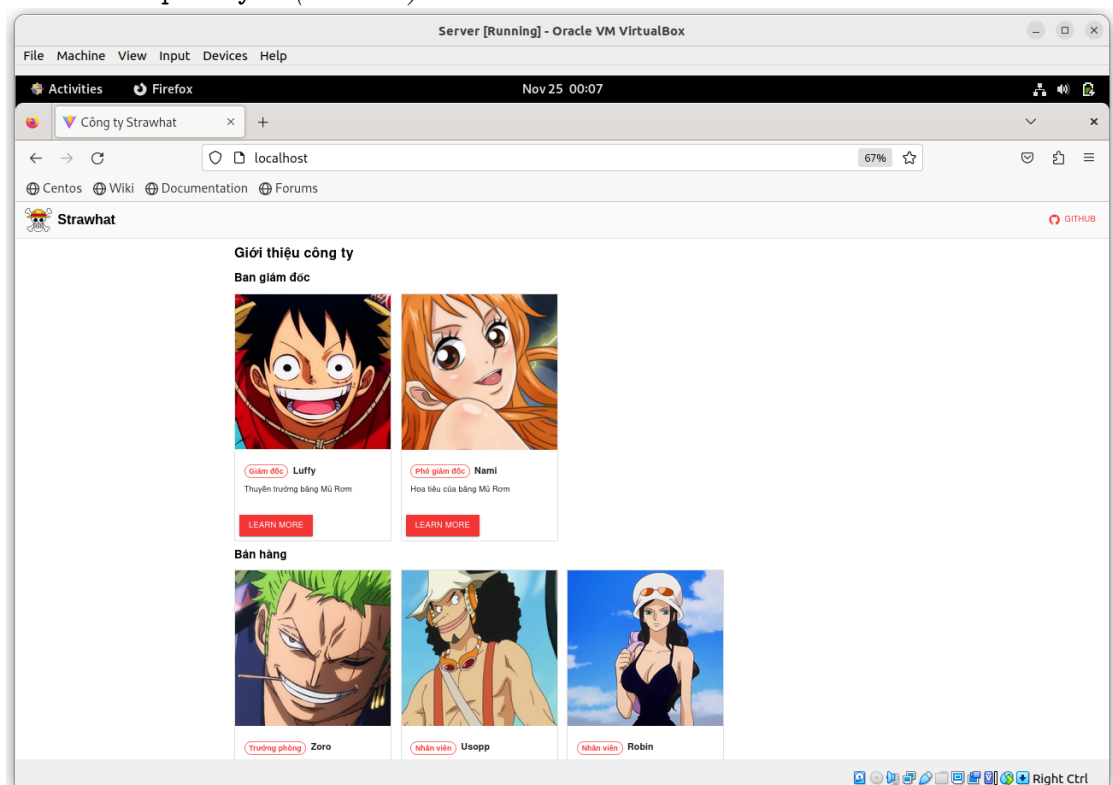 Server [Running] - Oracle VM VirtualBox
File Machine View Input Devices Help
Activities Firefox Nov 25 00:07
Công ty Strawhat
localhost 67%
Centos Wiki Documentation Forums
Strawhat GITHUB
Giới thiệu công ty
Ban giám đốc
Giám đốc Luffy
Thuyền trưởng băng Mũ Rơm
LEARN MORE
Phó giám đốc Nami
Hoa tiêu của băng Mũ Rơm
LEARN MORE
Bán hàng
Trưởng phòng Zoro
Nhân viên Usopp
Nhân viên Robin
Right Ctrl